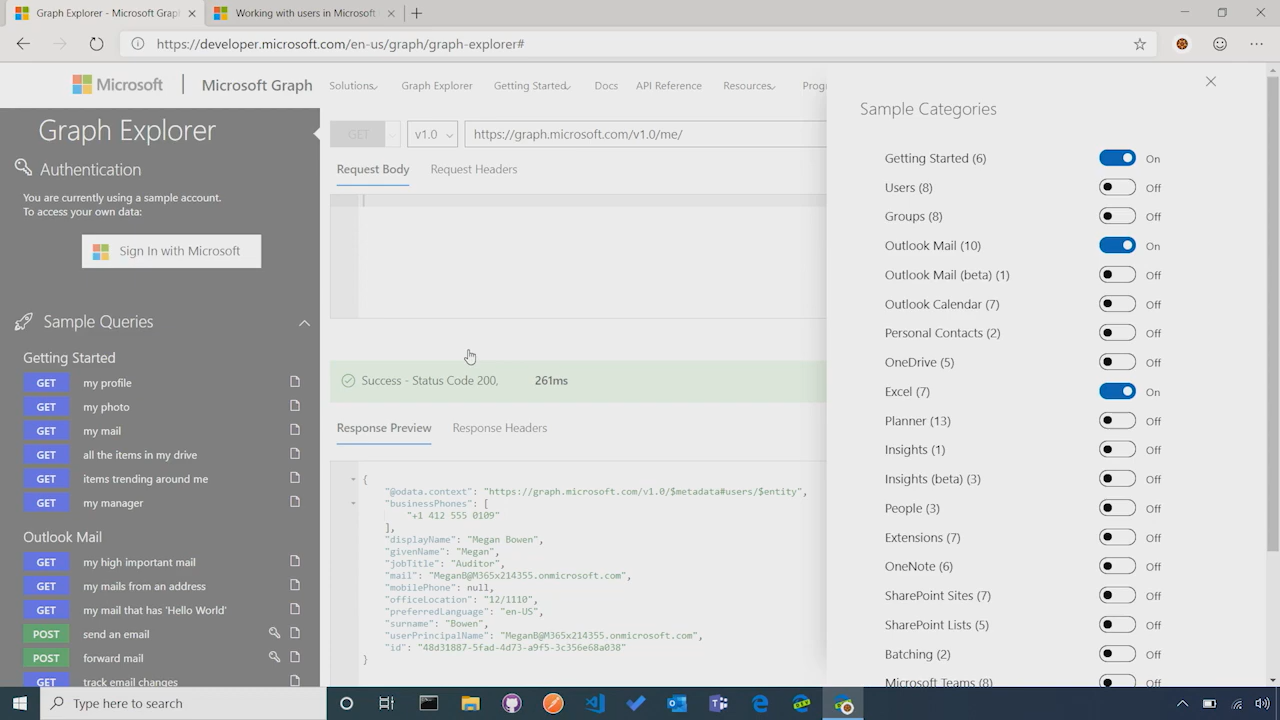 Graph Explorer - Microsoft Graph
Working with users in Microsoft
https://developer.microsoft.com/en-us/graph/graph-explorer#
Microsoft
Microsoft Graph
Solutions
Graph Explorer
Getting Started
Docs
API Reference
Resources
Prog
Graph Explorer
Authentication
You are currently using a sample account.
To access your own data:
Sign In with Microsoft
Sample Queries
Getting Started
GET my profile
GET my photo
GET my mail
GET all the items in my drive
GET items trending around me
GET my manager
Outlook Mail
GET my high important mail
GET my mails from an address
GET my mail that has 'Hello World'
POST send an email
POST forward mail
GET track email changes
GET v1.0 https://graph.microsoft.com/v1.0/me/
Request Body Request Headers
Success - Status Code 200, 261ms
Response Preview Response Headers
{
"@odata.context": "https://graph.microsoft.com/v1.0/$metadata#users/$entity",
"businessPhones": [
"+1 412 555 0109"
],
"displayName": "Megan Bowen",
"givenName": "Megan",
"jobTitle": "Auditor",
"mail": "MeganB@M365x214355.onmicrosoft.com",
"mobilePhone": null,
"officeLocation": "12/1110",
"preferredLanguage": "en-US",
"surname": "Bowen",
"userPrincipalName": "MeganB@M365x214355.onmicrosoft.com",
"id": "48d31887-5fad-4d73-a9f5-3c356e68a038"
}
Sample Categories
Getting Started (6) On
Users (8) Off
Groups (8) Off
Outlook Mail (10) On
Outlook Mail (beta) (1) Off
Outlook Calendar (7) Off
Personal Contacts (2) Off
OneDrive (5) Off
Excel (7) On
Planner (13) Off
Insights (1) Off
Insights (beta) (3) Off
People (3) Off
Extensions (7) Off
OneNote (6) Off
SharePoint Sites (7) Off
SharePoint Lists (5) Off
Batching (2) Off
Microsoft Teams (8) Off
Type here to search